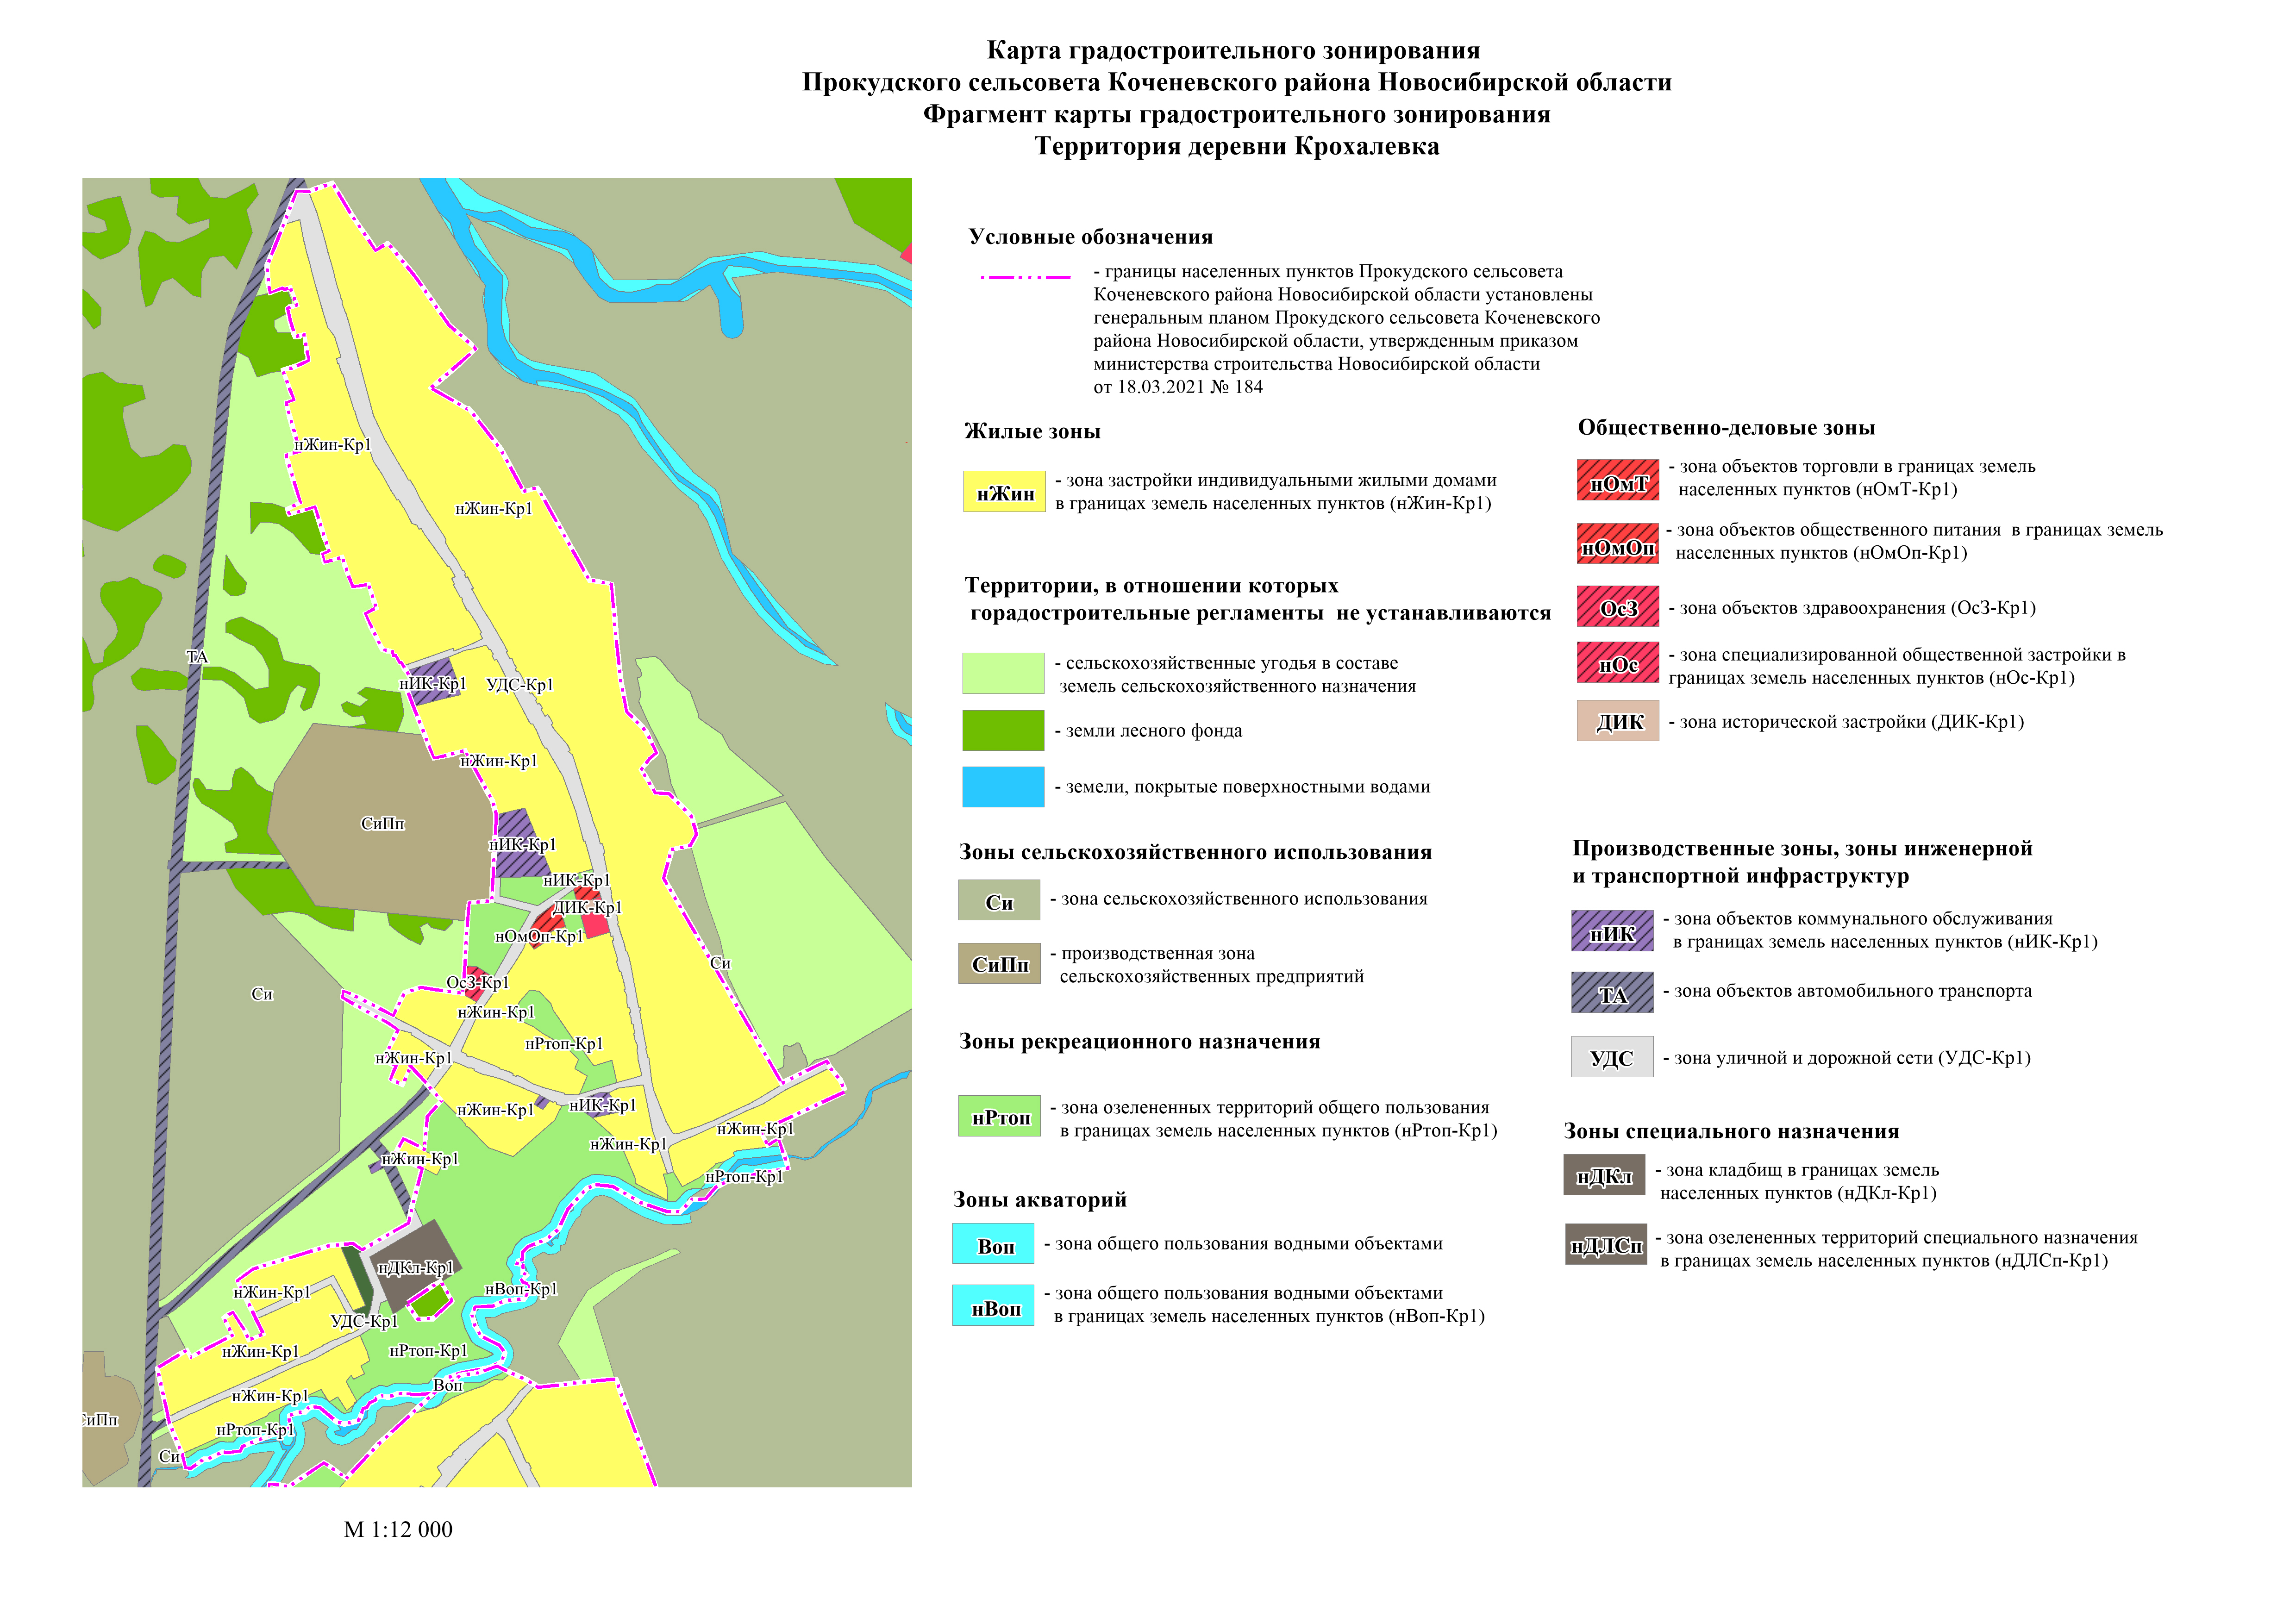 Карта градостроительного зонирования
Прокудского сельсовета Коченевского района Новосибирской области
Фрагмент карты градостроительного зонирования
Территория деревни Крохалевка
нЖин-Кр1
нЖин-Кр1
ТА
нИК-Кр1
УДС-Кр1
нЖин-Кр1
СиПп
нИК-Кр1
нИК-Кр1
ДИК-Кр1
нОмОп-Кр1
Си
ОсЗ-Кр1
Си
нЖин-Кр1
нРтоп-Кр1
нЖин-Кр1
нЖин-Кр1
нИК-Кр1
нЖин-Кр1
нЖин-Кр1
нЖин-Кр1
нРтоп-Кр1
нДКл-Кр1
нВоп-Кр1
нЖин-Кр1
УДС-Кр1
нЖин-Кр1
нРтоп-Кр1
Воп
нЖин-Кр1
СиПп
нРтоп-Кр1
Си
М 1:12 000
Условные обозначения
- границы населенных пунктов Прокудского сельсовета
Коченевского района Новосибирской области установлены
генеральным планом Прокудского сельсовета Коченевского
района Новосибирской области, утвержденным приказом
министерства строительства Новосибирской области
от 18.03.2021 № 184
Жилые зоны
нЖин - зона застройки индивидуальными жилыми домами
в границах земель населенных пунктов (нЖин-Кр1)
Территории, в отношении которых
горадостроительные регламенты не устанавливаются
- сельскохозяйственные угодья в составе
земель сельскохозяйственного назначения
- земли лесного фонда
- земели, покрытые поверхностными водами
Зоны сельскохозяйственного использования
Си - зона сельскохозяйственного использования
СиПп - производственная зона
сельскохозяйственных предприятий
Зоны рекреационного назначения
нРтоп - зона озелененных территорий общего пользования
в границах земель населенных пунктов (нРтоп-Кр1)
Зоны акваторий
Воп - зона общего пользования водными объектами
нВоп - зона общего пользования водными объектами
в границах земель населенных пунктов (нВоп-Кр1)
Общественно-деловые зоны
нОмТ - зона объектов торговли в границах земель
населенных пунктов (нОмТ-Кр1)
нОмОп - зона объектов общественного питания в границах земель
населенных пунктов (нОмОп-Кр1)
ОсЗ - зона объектов здравоохранения (ОсЗ-Кр1)
нОс - зона специализированной общественной застройки в
границах земель населенных пунктов (нОс-Кр1)
ДИК - зона исторической застройки (ДИК-Кр1)
Производственные зоны, зоны инженерной
и транспортной инфраструктур
нИК - зона объектов коммунального обслуживания
в границах земель населенных пунктов (нИК-Кр1)
ТА - зона объектов автомобильного транспорта
УДС - зона уличной и дорожной сети (УДС-Кр1)
Зоны специального назначения
нДКл - зона кладбищ в границах земель
населенных пунктов (нДКл-Кр1)
нДЛСп - зона озелененных территорий специального назначения
в границах земель населенных пунктов (нДЛСп-Кр1)